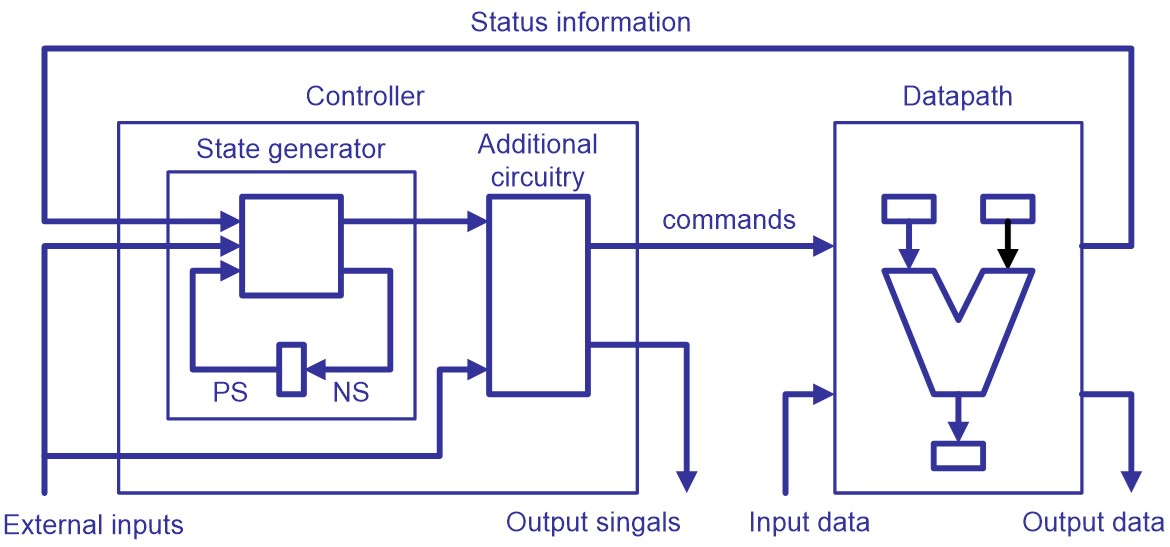 Status information
Controller
Datapath
State generator
Additional
circuitry
commands
PS
NS
External inputs
Output singals
Input data
Output data